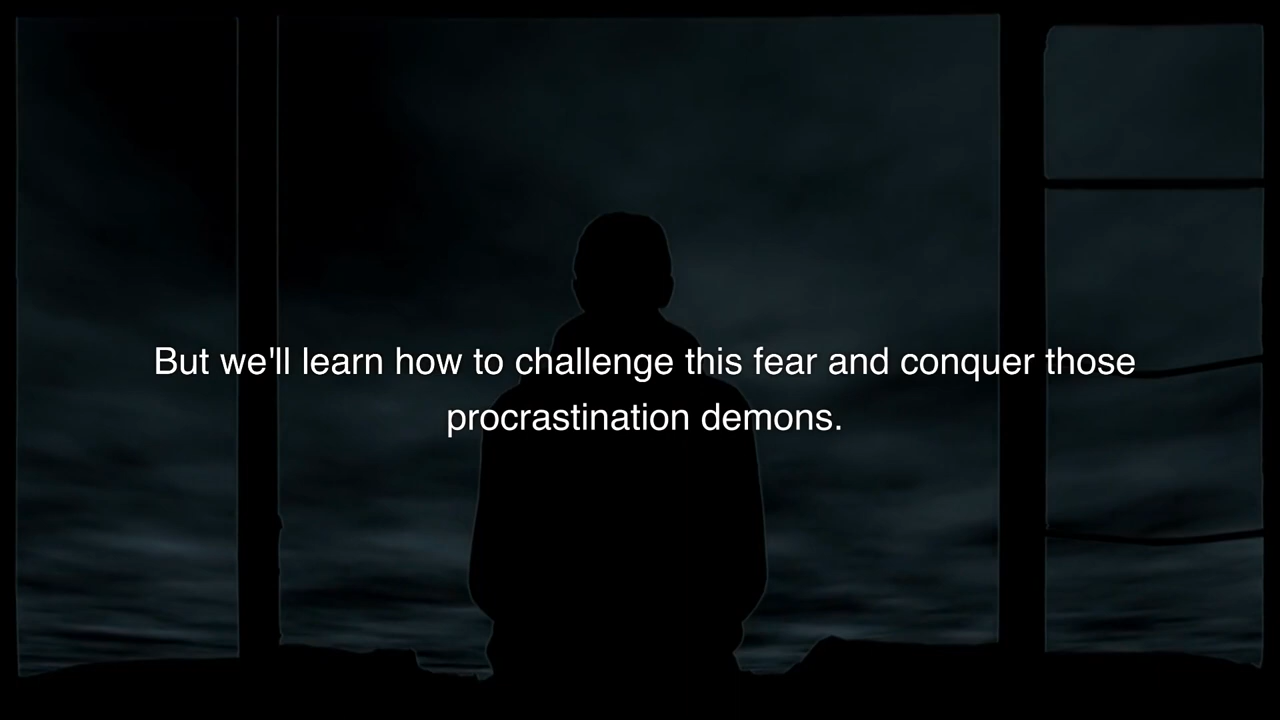 But we'll learn how to challenge this fear and conquer those
procrastination demons.